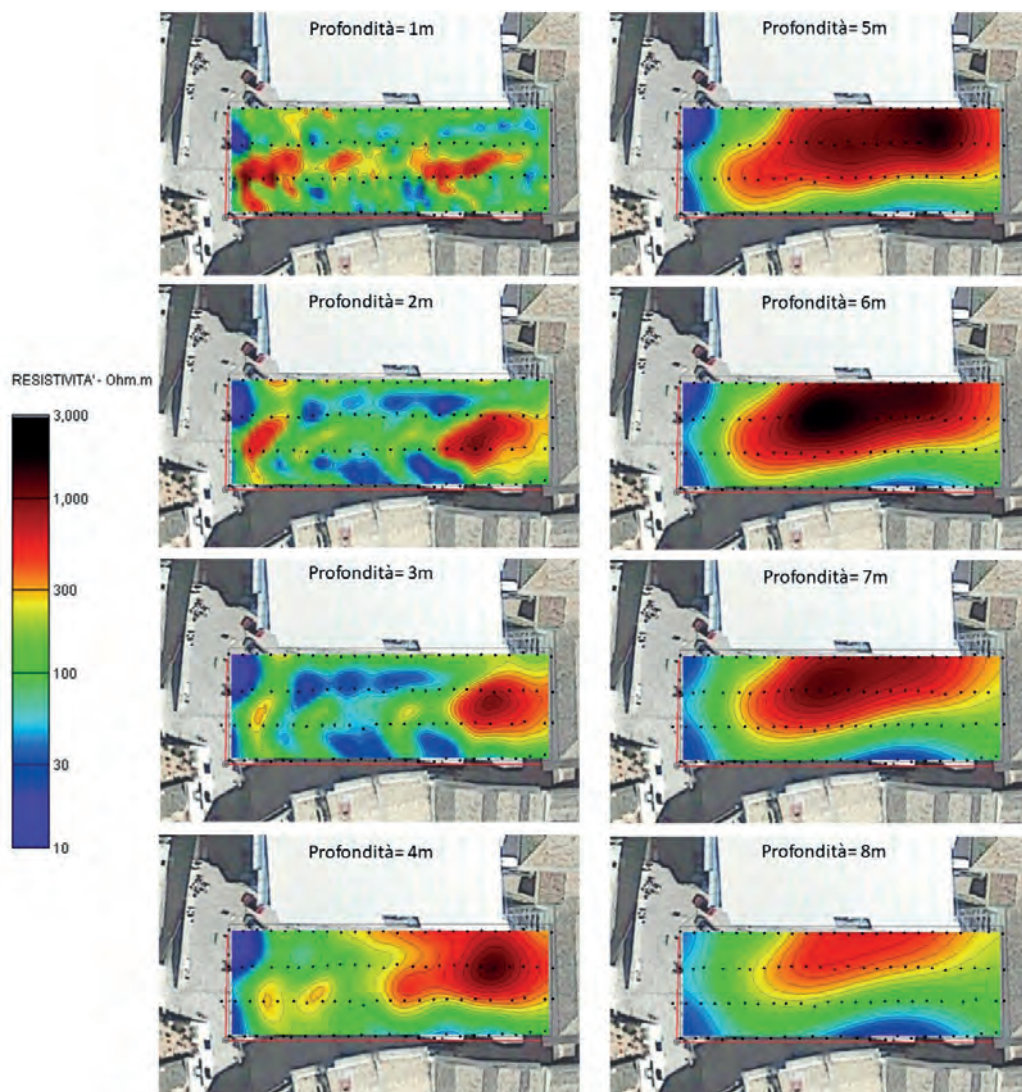 Profondità= 1m
Profondità= 5m
Profondità= 2m
Profondità= 6m
RESISTIVITA' - Ohm.m
3,000
1,000
300
100
30
10
Profondità= 3m
Profondità= 7m
Profondità= 4m
Profondità= 8m